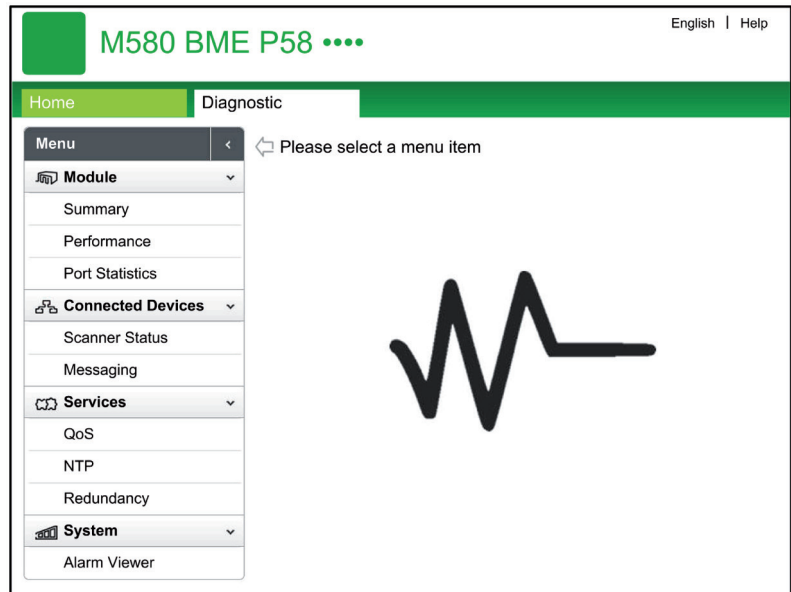 M580 BME P58 ••••
English | Help
Home
Diagnostic
Menu
Please select a menu item
Module
Summary
Performance
Port Statistics
Connected Devices
Scanner Status
Messaging
Services
QoS
NTP
Redundancy
System
Alarm Viewer